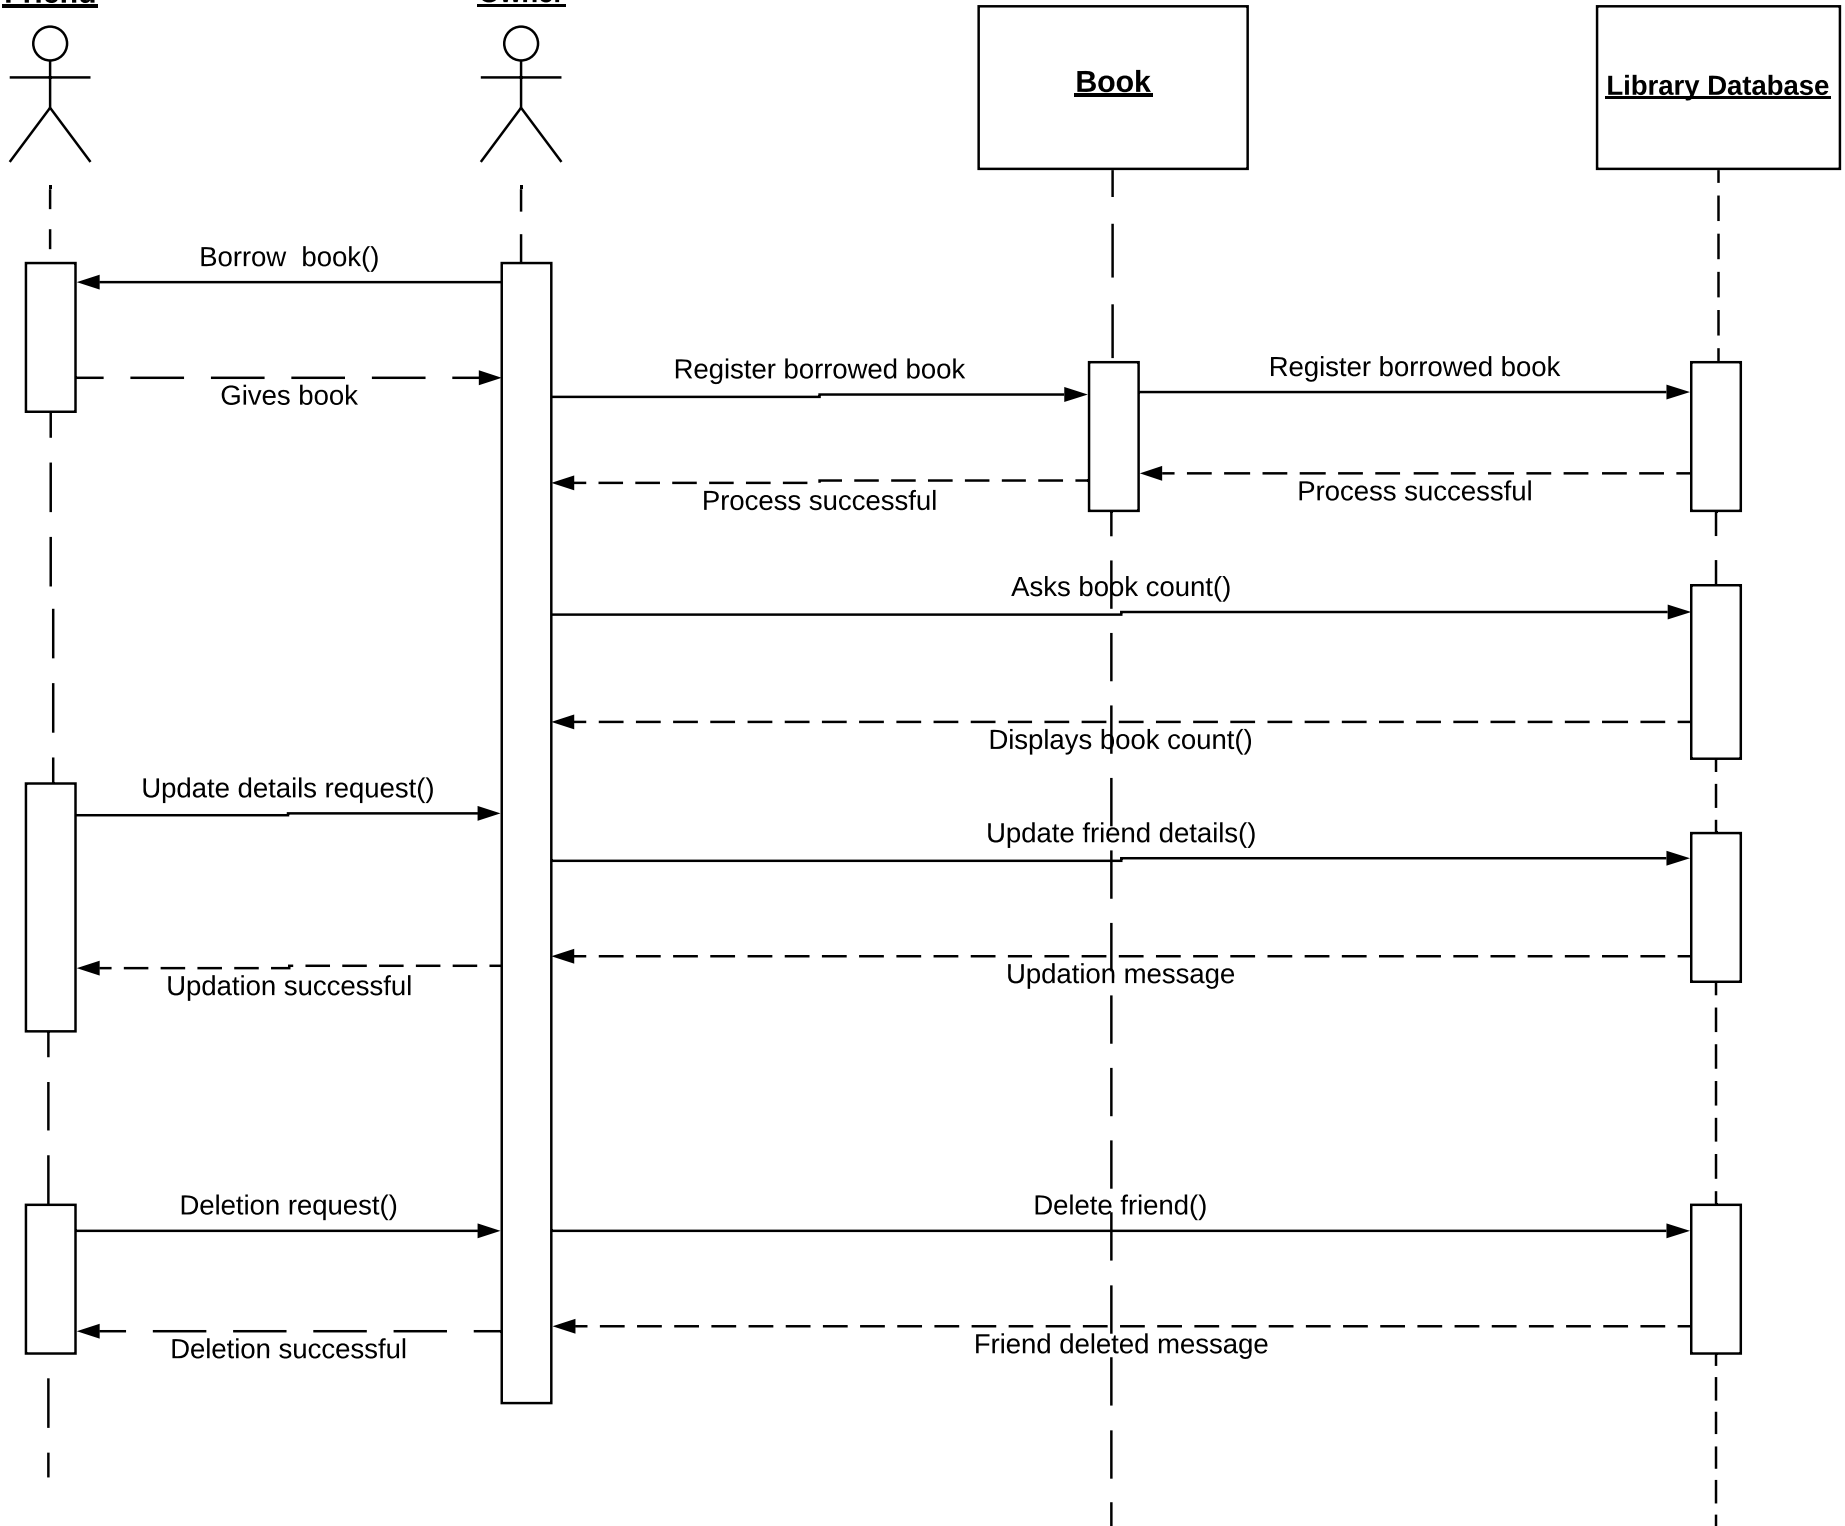 Friend
Owner
Book
Library Database
Borrow book()
Gives book
Register borrowed book
Register borrowed book
Process successful
Process successful
Asks book count()
Displays book count()
Update details request()
Update friend details()
Updation message
Updation successful
Deletion request()
Delete friend()
Friend deleted message
Deletion successful